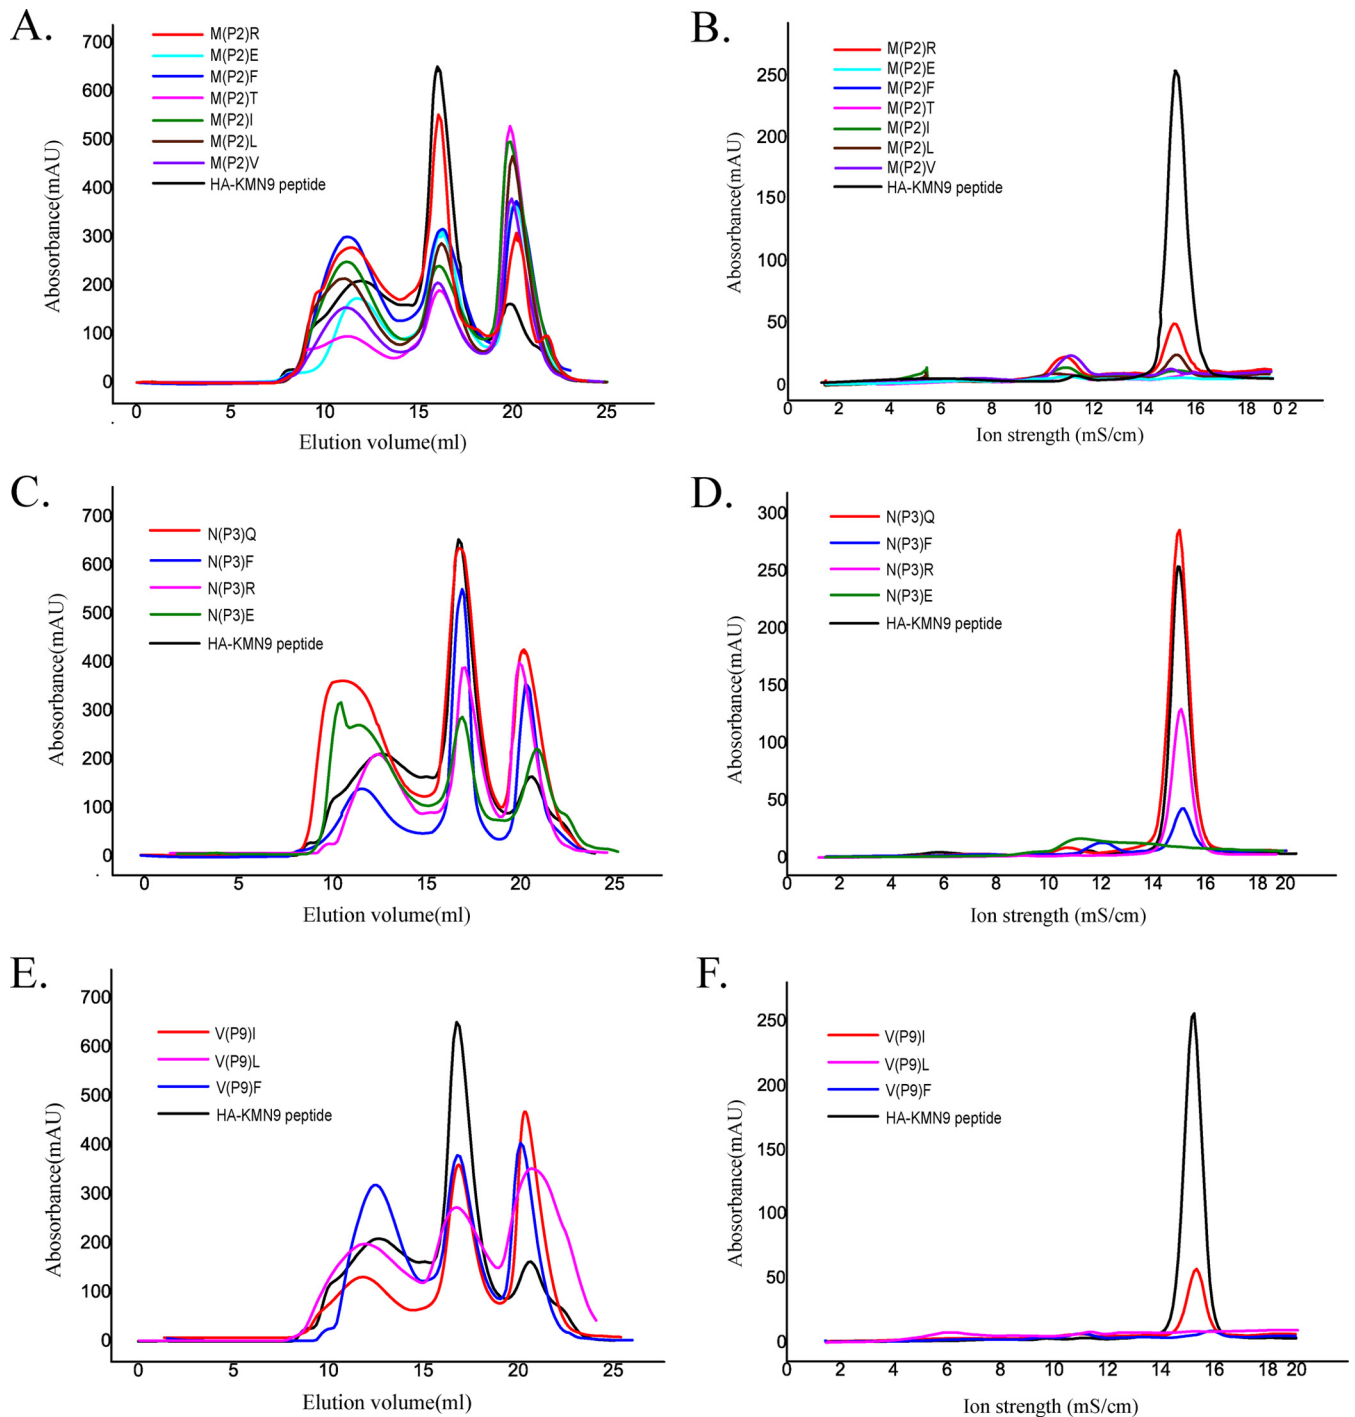 A.
700
600
500
400
300
200
100
0
Abosorbance(mAU)
M(P2)R
M(P2)E
M(P2)F
M(P2)T
M(P2)I
M(P2)L
M(P2)V
HA-KMN9 peptide
0 5 10 15 20 25
Elution volume(ml)
B.
250
200
150
100
50
0
Abosorbance(mAU)
M(P2)R
M(P2)E
M(P2)F
M(P2)T
M(P2)I
M(P2)L
M(P2)V
HA-KMN9 peptide
0 2 4 6 8 10 12 14 16 18 0 2
Ion strength (mS/cm)
C.
700
600
500
400
300
200
100
0
Abosorbance(mAU)
N(P3)Q
N(P3)F
N(P3)R
N(P3)E
HA-KMN9 peptide
0 5 10 15 20 25
Elution volume(ml)
D.
300
250
200
150
100
50
0
Abosorbance(mAU)
N(P3)Q
N(P3)F
N(P3)R
N(P3)E
HA-KMN9 peptide
0 2 4 6 8 10 12 14 16 18 20
Ion strength (mS/cm)
E.
700
600
500
400
300
200
100
0
Abosorbance(mAU)
V(P9)I
V(P9)L
V(P9)F
HA-KMN9 peptide
0 5 10 15 20 25
Elution volume(ml)
F.
250
200
150
100
50
0
Abosorbance(mAU)
V(P9)I
V(P9)L
V(P9)F
HA-KMN9 peptide
0 2 4 6 8 10 12 14 16 18 20
Ion strength (mS/cm)